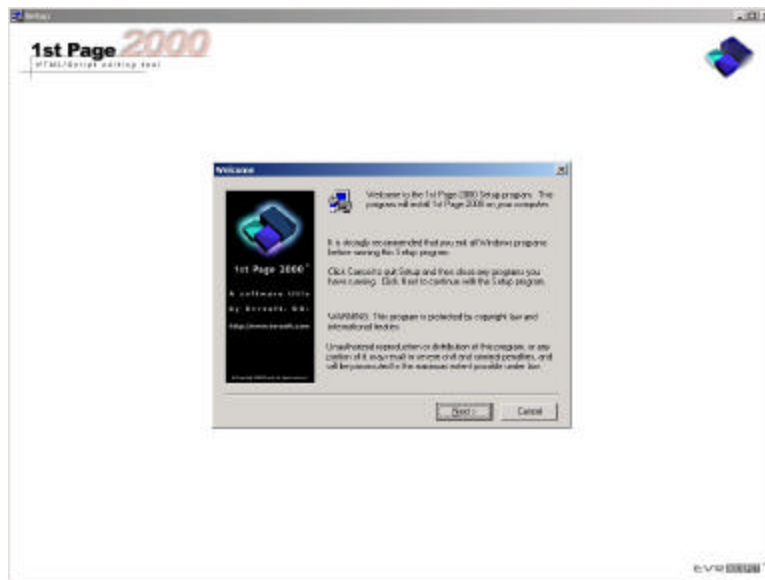 Setup
1st Page 2000
HTML/Script editing tool
Welcome
Welcome to the 1st Page 2000 Setup program. This
program will install 1st Page 2000 on your computer.
It is strongly recommended that you exit all Windows programs
before running this Setup program.
Click Cancel to quit Setup and then close any programs you
have running. Click Next to continue with the Setup program.
WARNING: This program is protected by copyright law and
international treaties.
Unauthorized reproduction or distribution of this program, or any
portion of it, may result in severe civil and criminal penalties, and
will be prosecuted to the maximum extent possible under law.
1st Page 2000
A software title
by Evrsoft.
http://www.evrsoft.com
Next >
Cancel
EVRSOFT